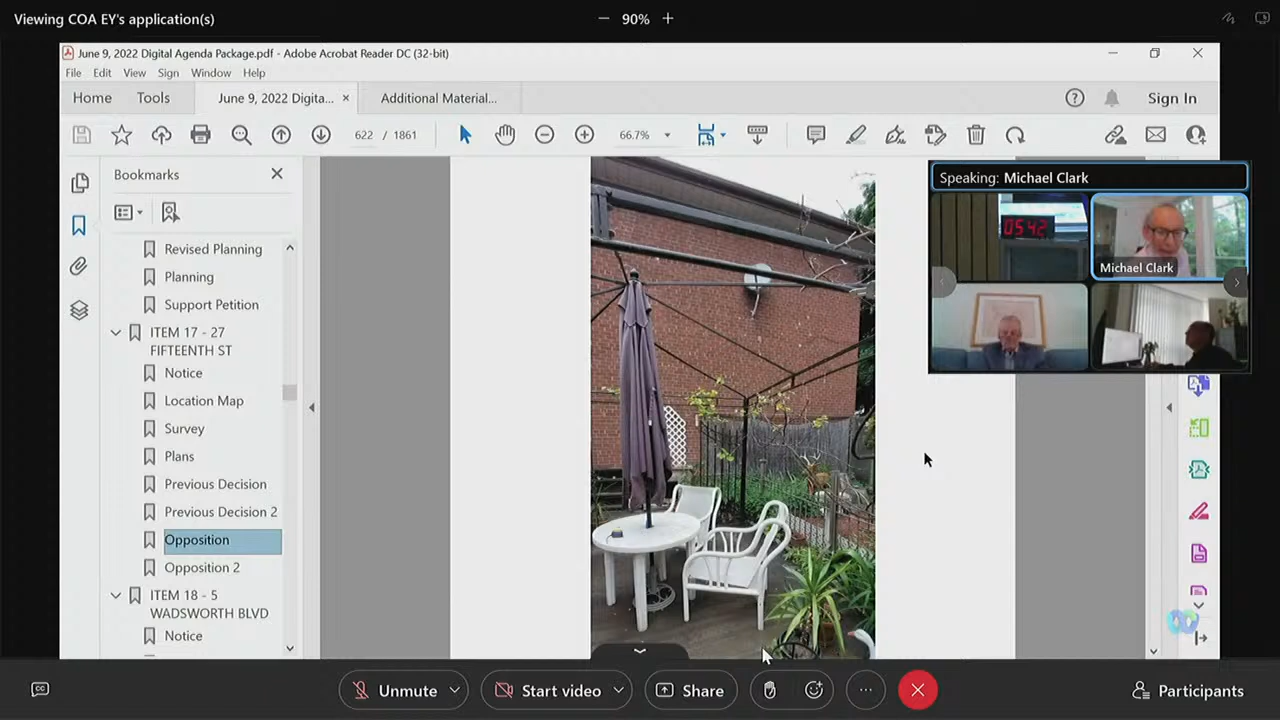 Viewing COA EY's application(s)
90%
June 9, 2022 Digital Agenda Package.pdf - Adobe Acrobat Reader DC (32-bit)
File Edit View Sign Window Help
Home Tools June 9, 2022 Digita... × Additional Material... Sign In
622 / 1861 66.7%
Bookmarks
Revised Planning
Planning
Support Petition
ITEM 17 - 27
FIFTEENTH ST
Notice
Location Map
Survey
Plans
Previous Decision
Previous Decision 2
Opposition
Opposition 2
ITEM 18 - 5
WADSWORTH BLVD
Notice
Speaking: Michael Clark
05:42
Michael Clark
Unmute Start video Share Participants